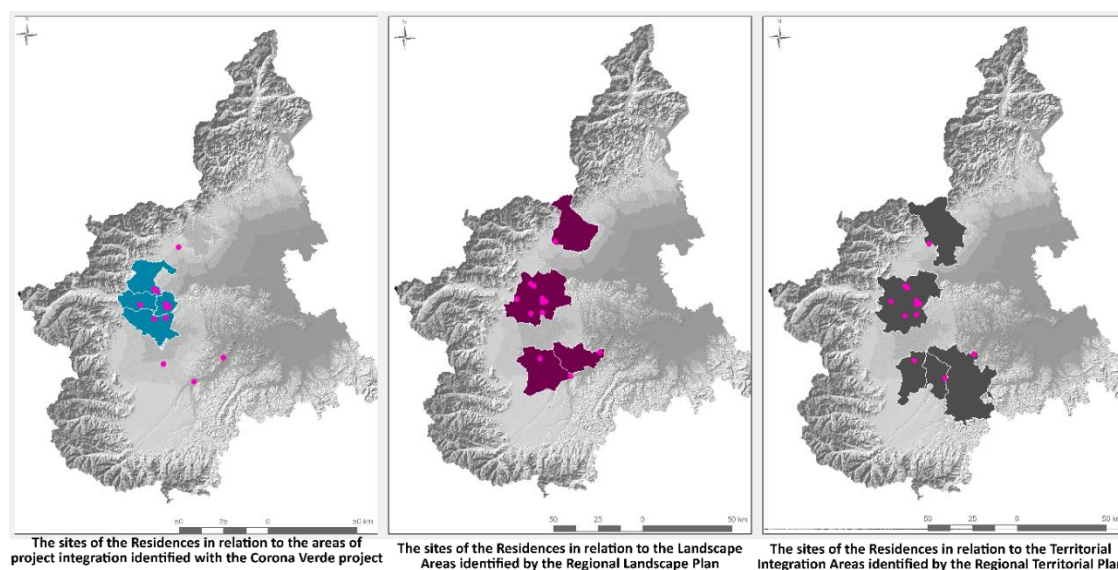 N
N
N
50 25 0 50 km
50 25 0 50 km
50 25 0 50 km
The sites of the Residences in relation to the areas of
project integration identified with the Corona Verde project
The sites of the Residences in relation to the Landscape
Areas identified by the Regional Landscape Plan
The sites of the Residences in relation to the Territorial
Integration Areas identified by the Regional Territorial Plan